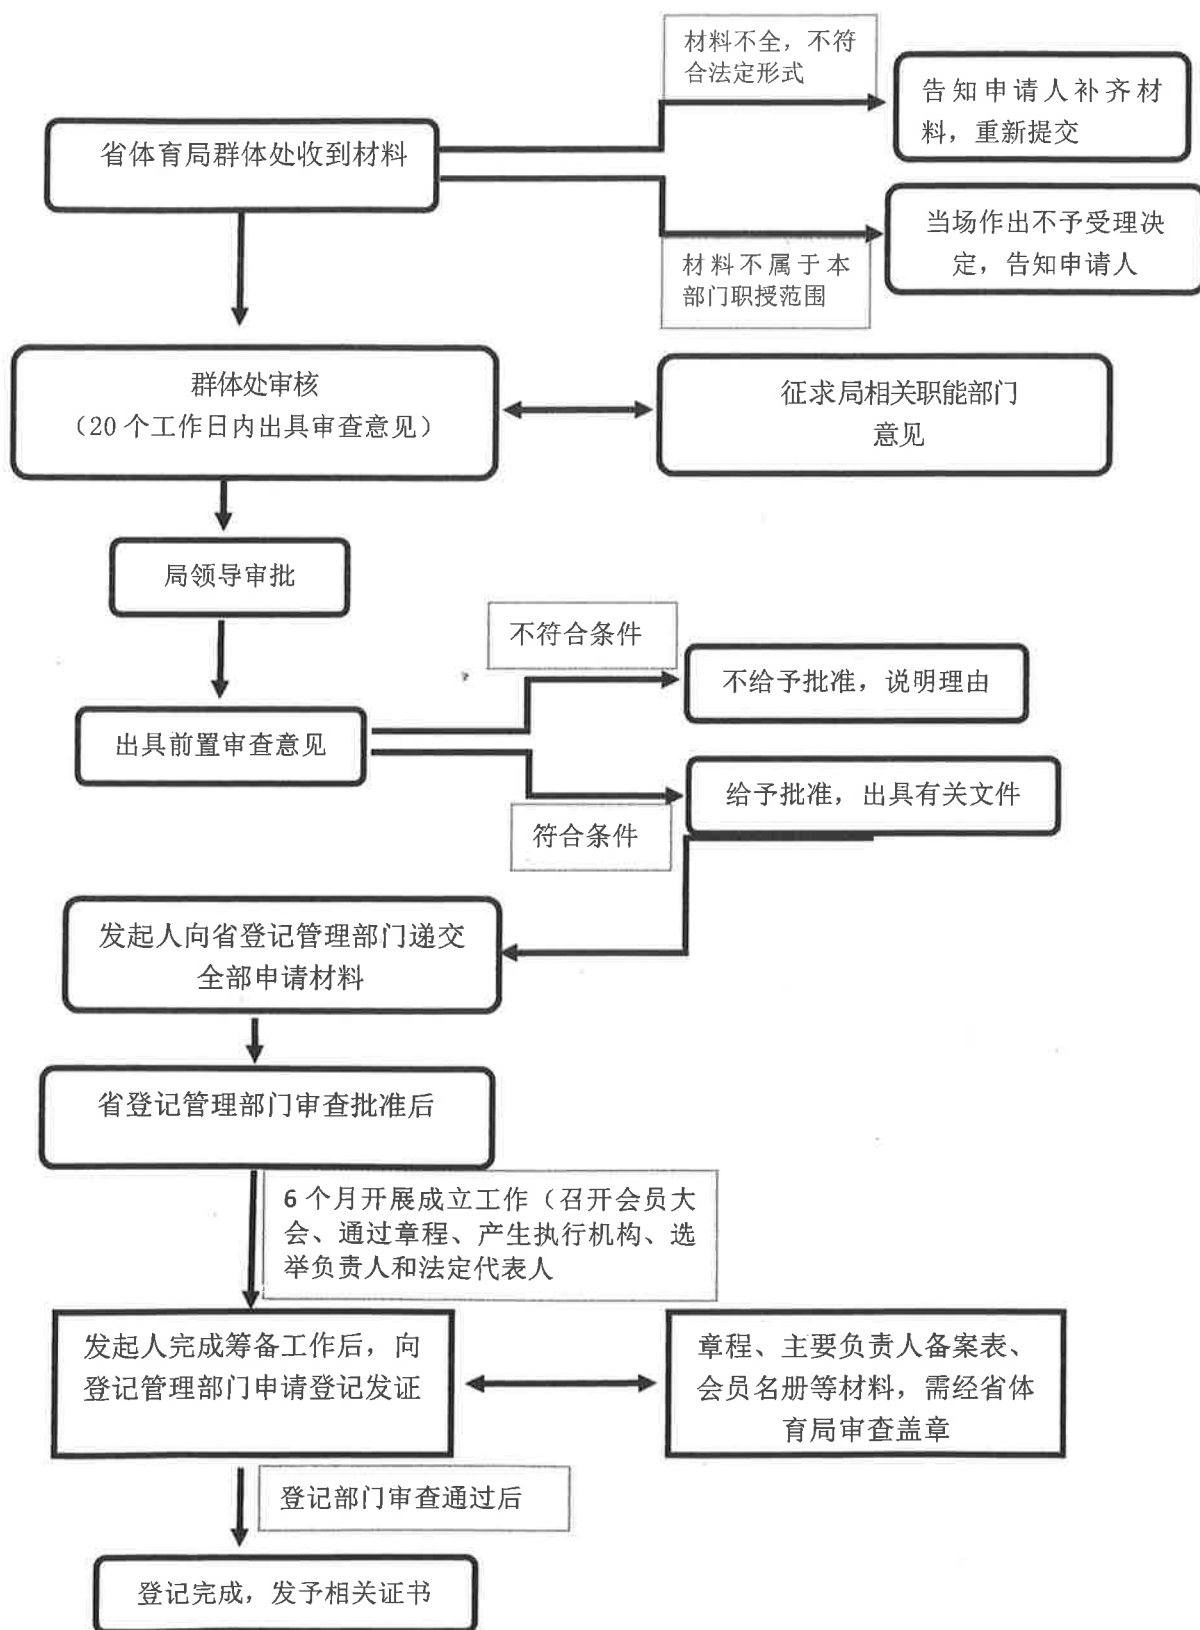 材料不全，不符
合法定形式
告知申请人补齐材
料，重新提交
省体育局群体处收到材料
当场作出不予受理决
定，告知申请人
材料不属于本
部门职授范围
群体处审核
（20个工作日内出具审查意见）
征求局相关职能部门
意见
局领导审批
不符合条件
不给予批准，说明理由
出具前置审查意见
给予批准，出具有关文件
符合条件
发起人向省登记管理部门递交
全部申请材料
省登记管理部门审查批准后
6个月开展成立工作（召开会员大
会、通过章程、产生执行机构、选
举负责人和法定代表人
发起人完成筹备工作后，向
登记管理部门申请登记发证
章程、主要负责人备案表、
会员名册等材料，需经省体
育局审查盖章
登记部门审查通过后
登记完成，发予相关证书